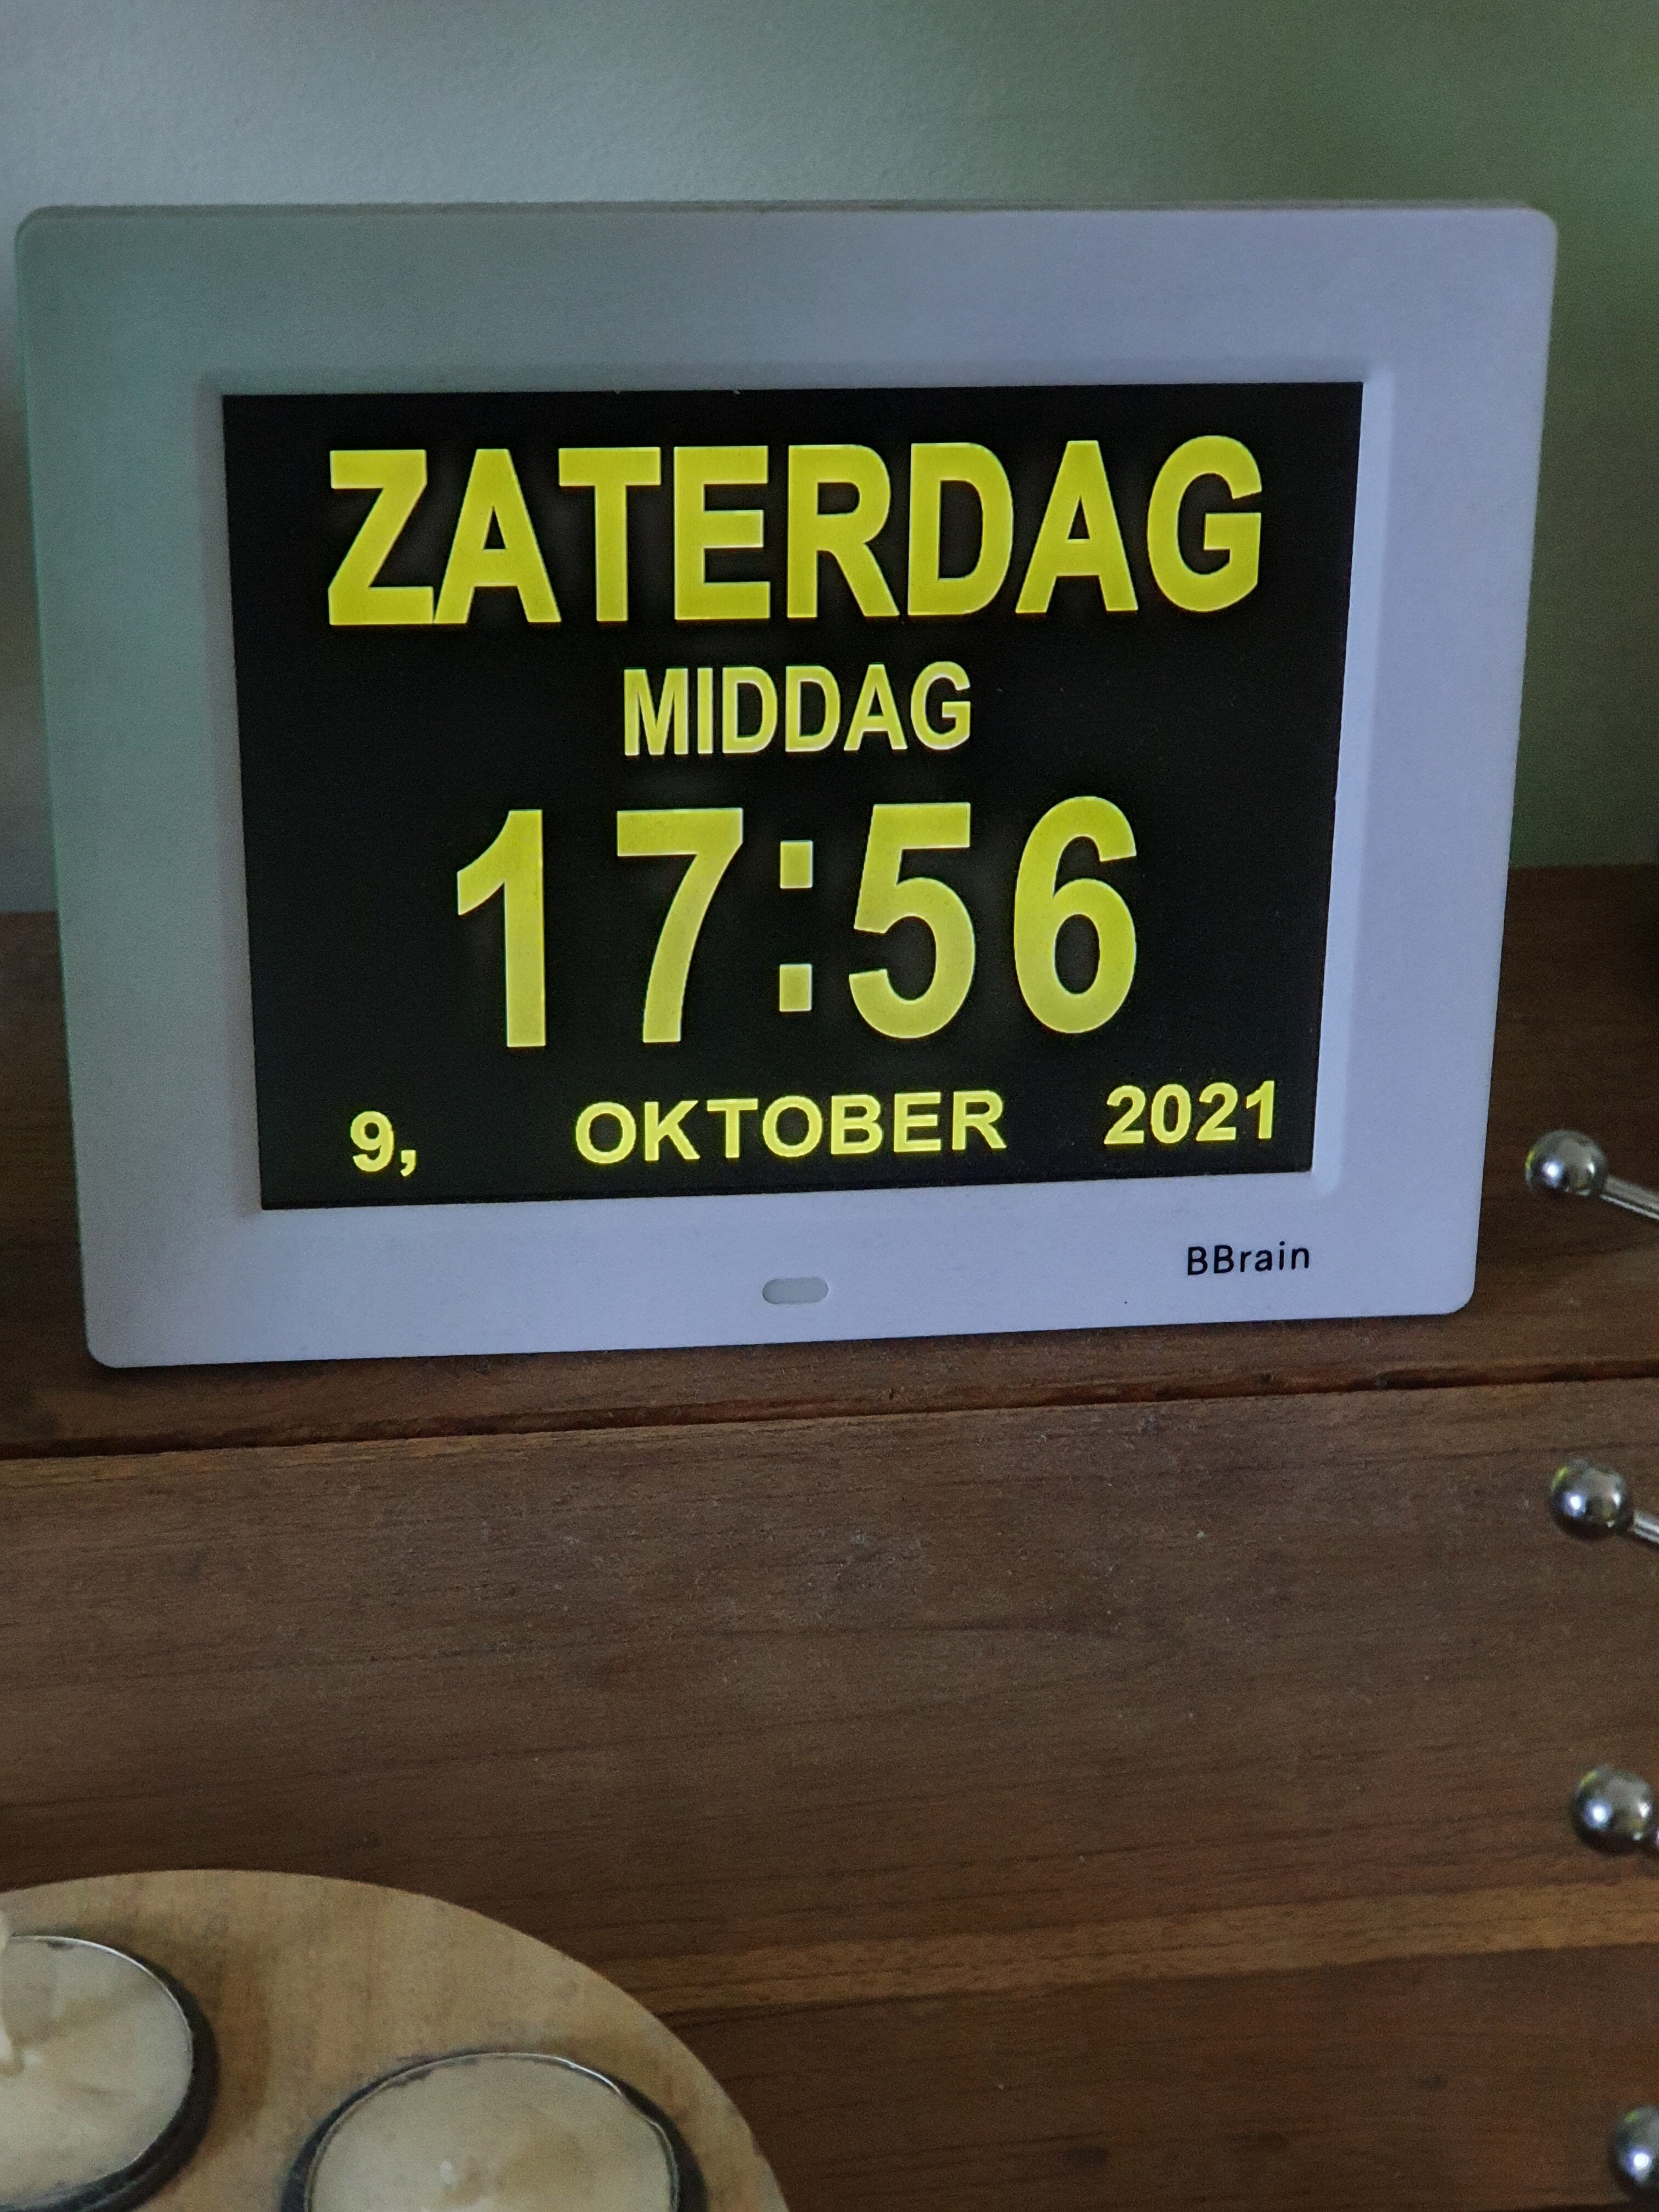 ZATERDAG
MIDDAG
17:56
9, OKTOBER 2021
BBrain